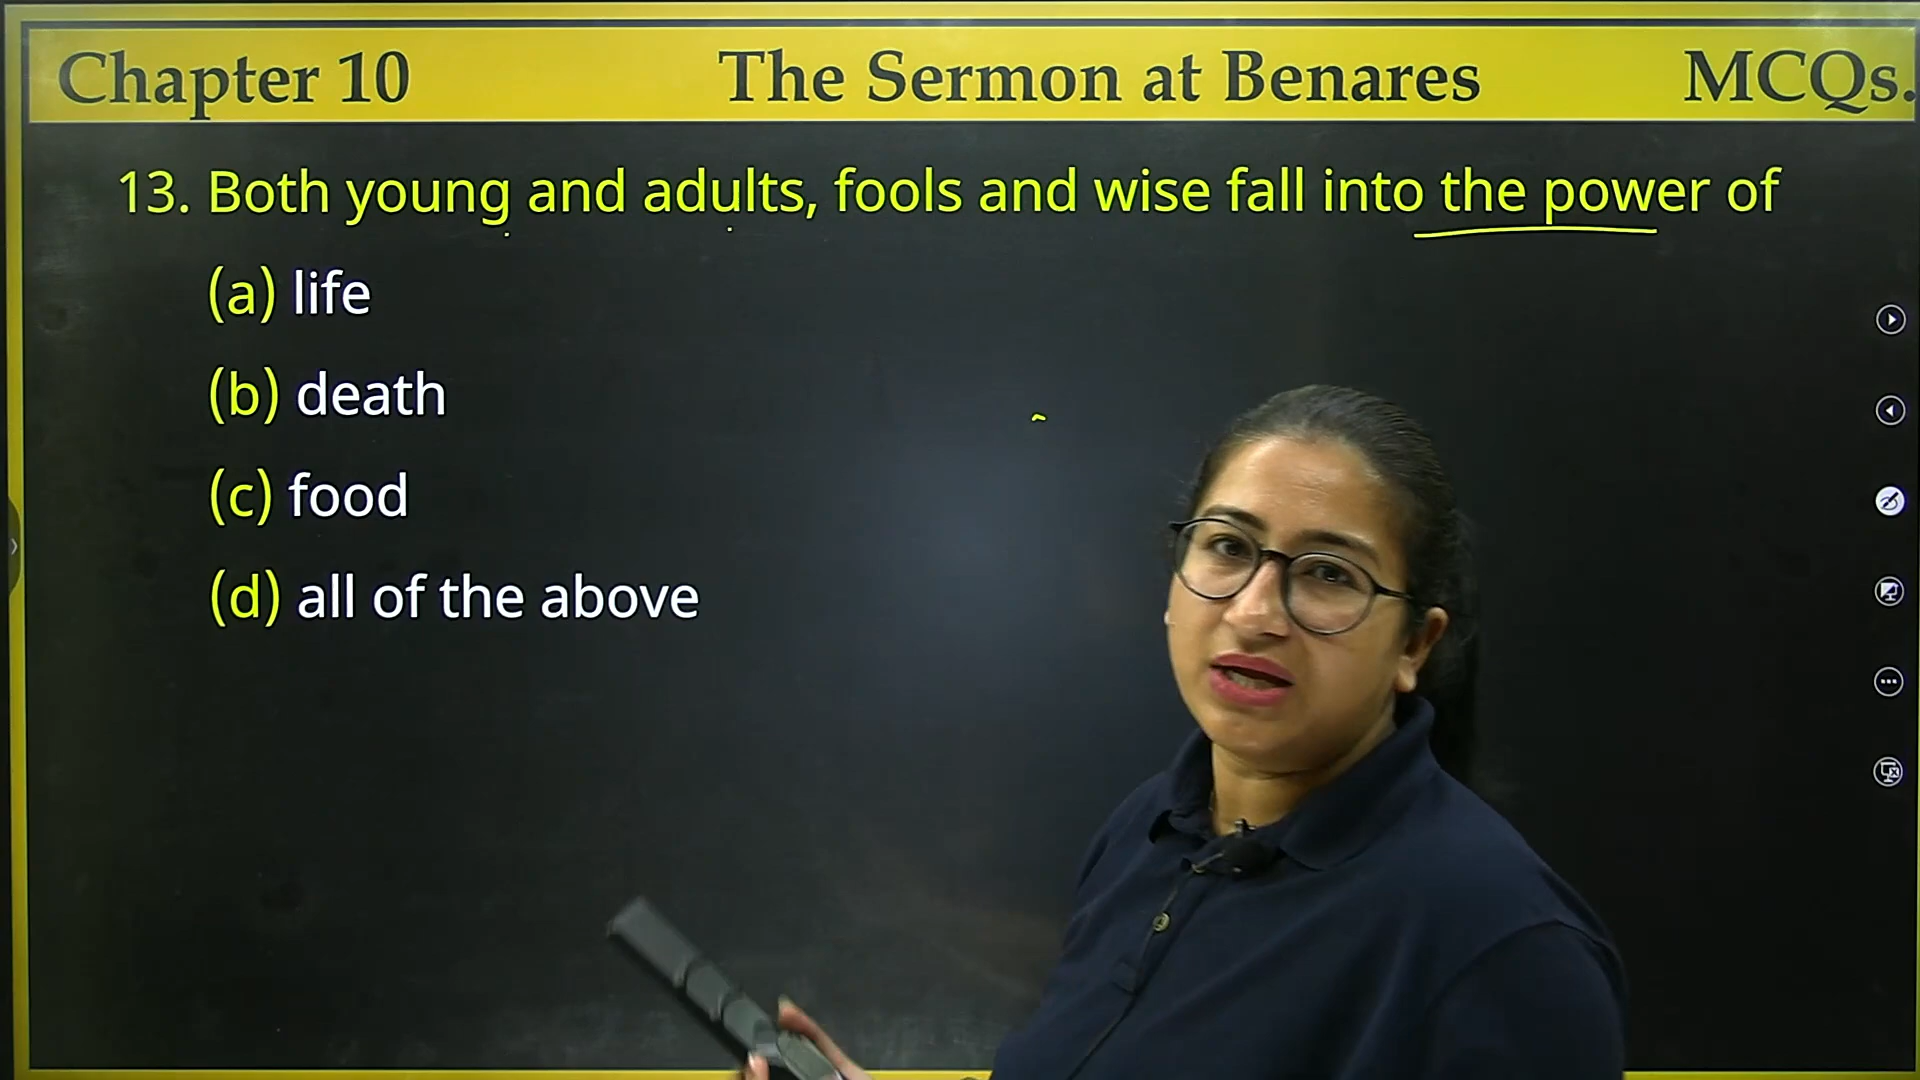 Chapter 10 The Sermon at Benares MCQs.
13. Both young and adults, fools and wise fall into the power of
(a) life
(b) death
(c) food
(d) all of the above